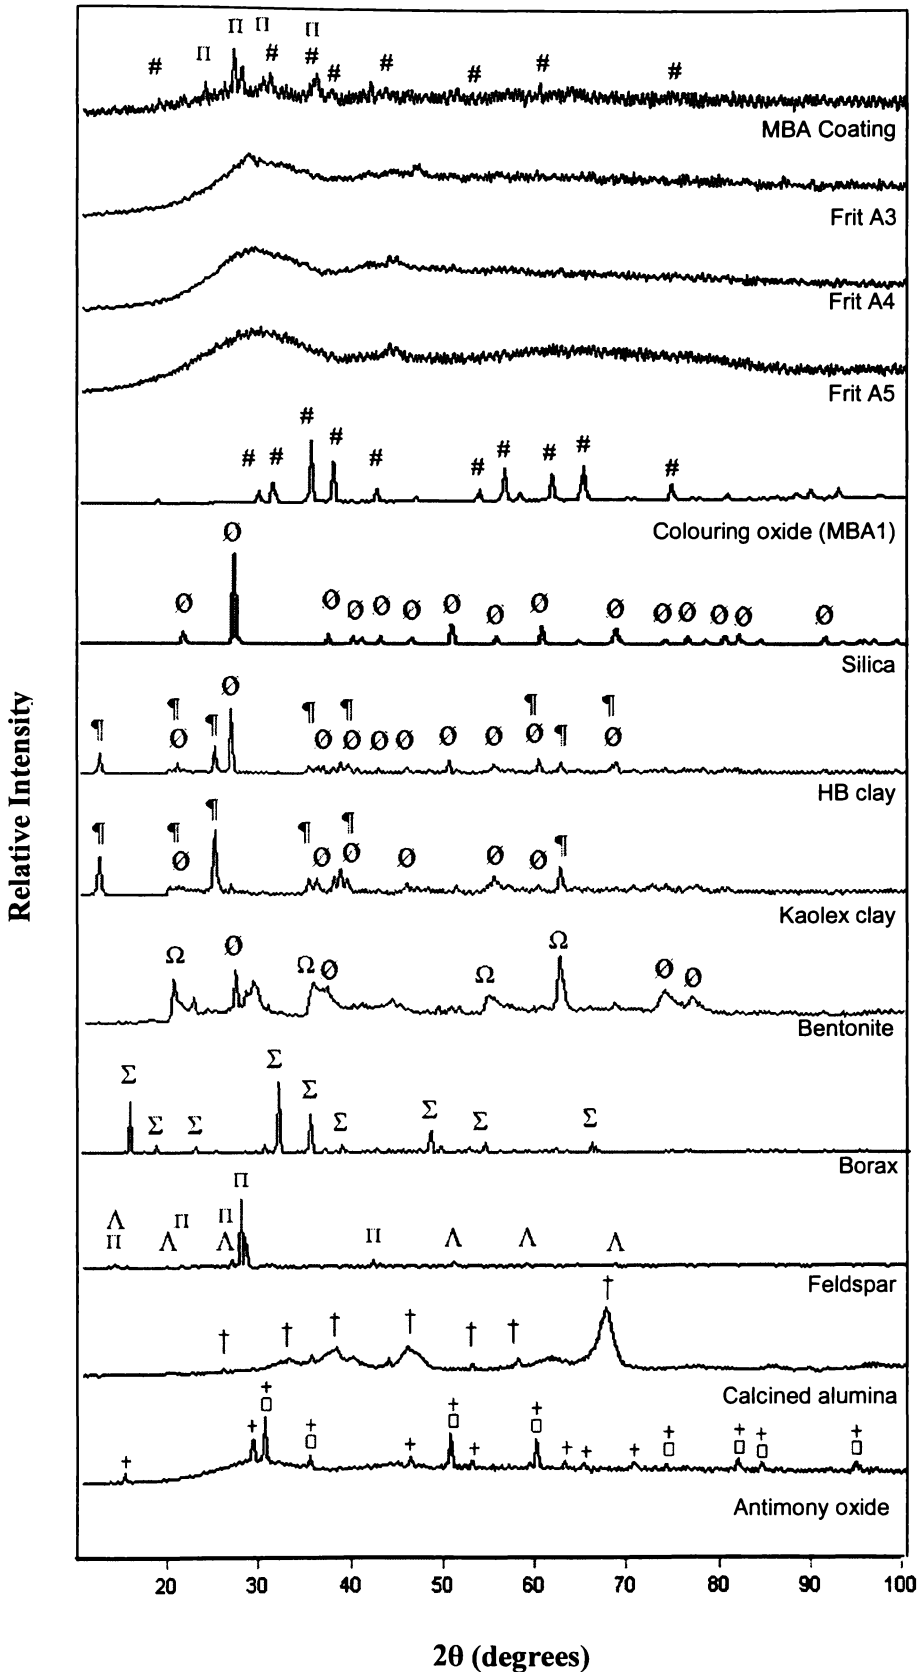 Π Π
# Π Π # # # # # # #
MBA Coating
Frit A3
Frit A4
Frit A5
# # # # # # # # # #
Colouring oxide (MBA1)
Ø
Ø Ø Ø Ø Ø Ø Ø Ø Ø Ø Ø Ø Ø Ø
Silica
Ø
¶ ¶ ¶ ¶ ¶ ¶ ¶ ¶
Ø Ø Ø Ø Ø Ø Ø Ø Ø
HB clay
¶ ¶ ¶ ¶ ¶ ¶
Ø Ø Ø Ø Ø Ø
Kaolex clay
Ω Ø Ω Ø Ω Ω Ø Ø
Bentonite
Σ Σ Σ Σ Σ Σ Σ Σ Σ
Borax
Π
Λ Π Π Π
Π Λ Λ Λ Λ Λ
Feldspar
† † † † † † †
Calcined alumina
+ + + + + + + + + + + + + + +
□ □ □ □ □ □ □ □
Antimony oxide
20 30 40 50 60 70 80 90 100
2θ (degrees)
Relative Intensity